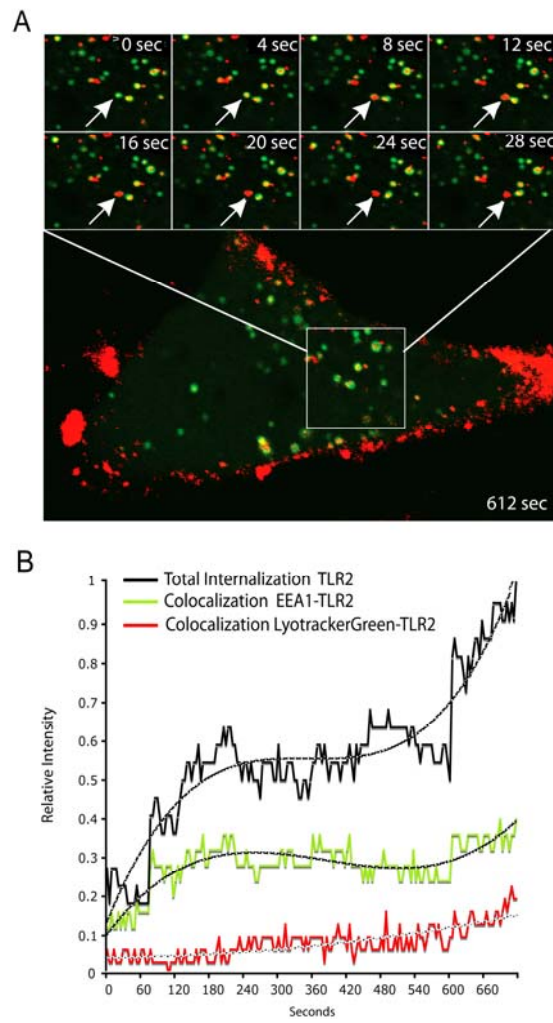 A
>0 sec
4 sec
8 sec
12 sec
16 sec
20 sec
24 sec
28 sec
612 sec
B
Total Internalization TLR2
Colocalization EEA1-TLR2
Colocalization LyotrackerGreen-TLR2
Relative Intensity
1
0.9
0.8
0.7
0.6
0.5
0.4
0.3
0.2
0.1
0
0 60 120 180 240 300 360 420 480 540 600 660
Seconds